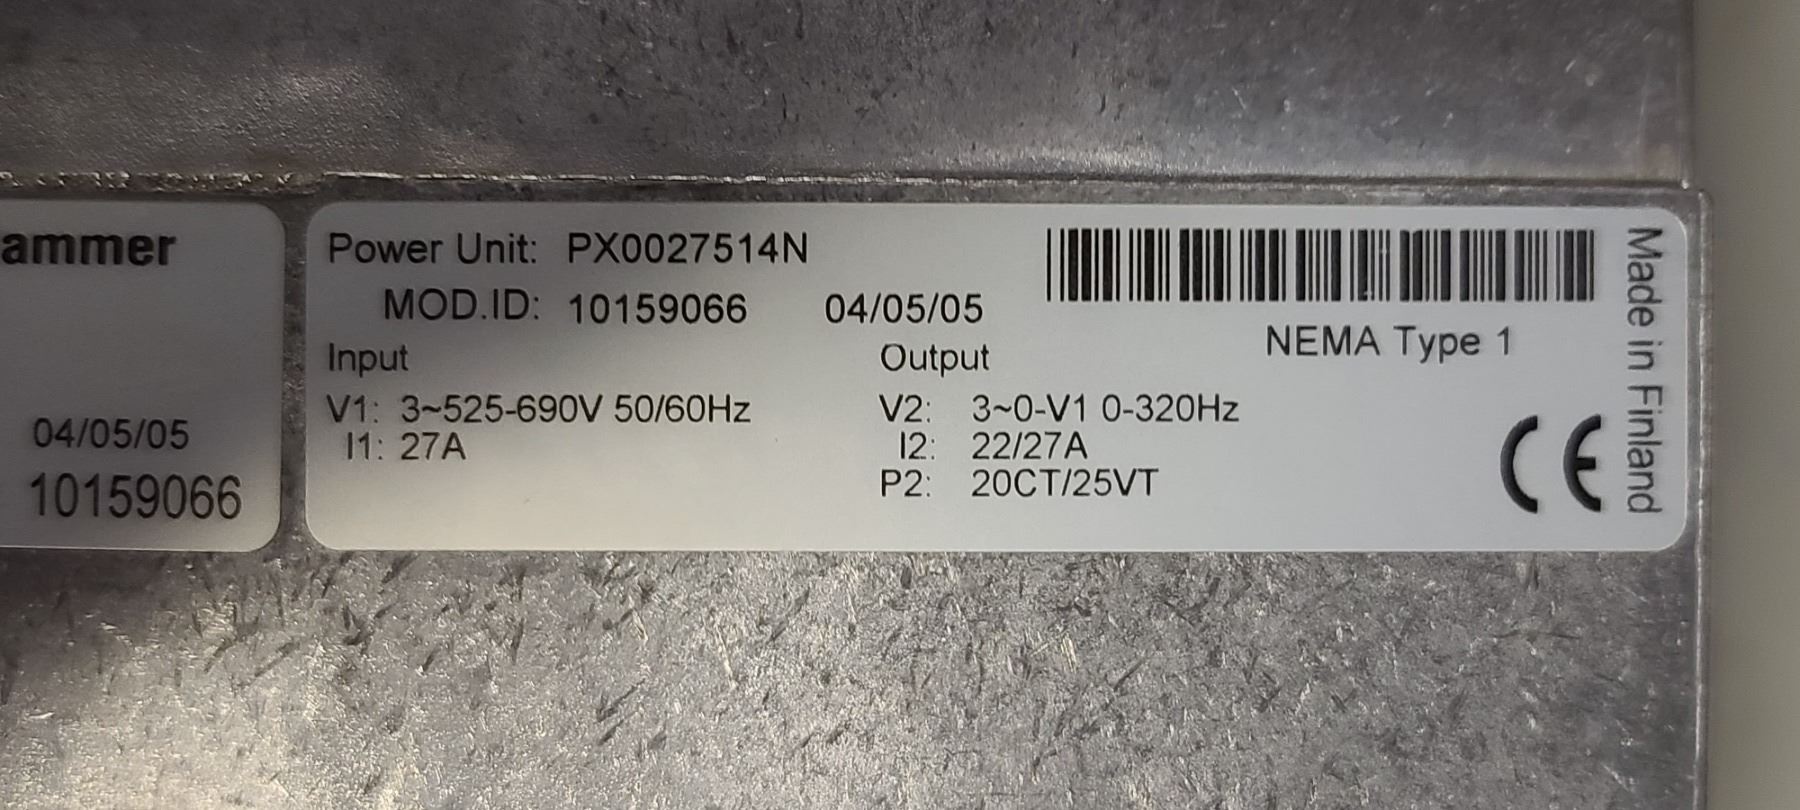 ammer
04/05/05
10159066
Power Unit: PX0027514N
MOD.ID: 10159066 04/05/05
NEMA Type 1
Input
V1: 3~525-690V 50/60Hz
I1: 27A
Output
V2: 3~0-V1 0-320Hz
I2: 22/27A
P2: 20CT/25VT
CE
Made in Finland